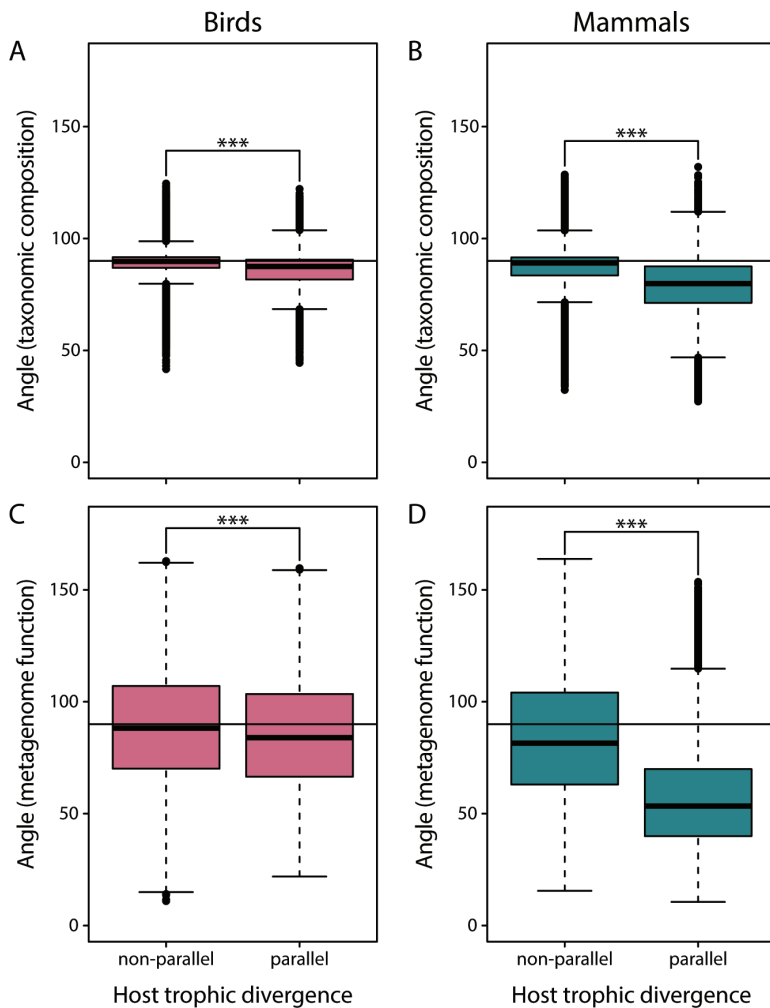 Birds
Mammals
A
B
Angle (taxonomic composition)
150
100
50
0
***
Angle (taxonomic composition)
150
100
50
0
***
C
D
Angle (metagenome function)
150
100
50
0
***
non-parallel
parallel
Host trophic divergence
Angle (metagenome function)
150
100
50
0
***
non-parallel
parallel
Host trophic divergence